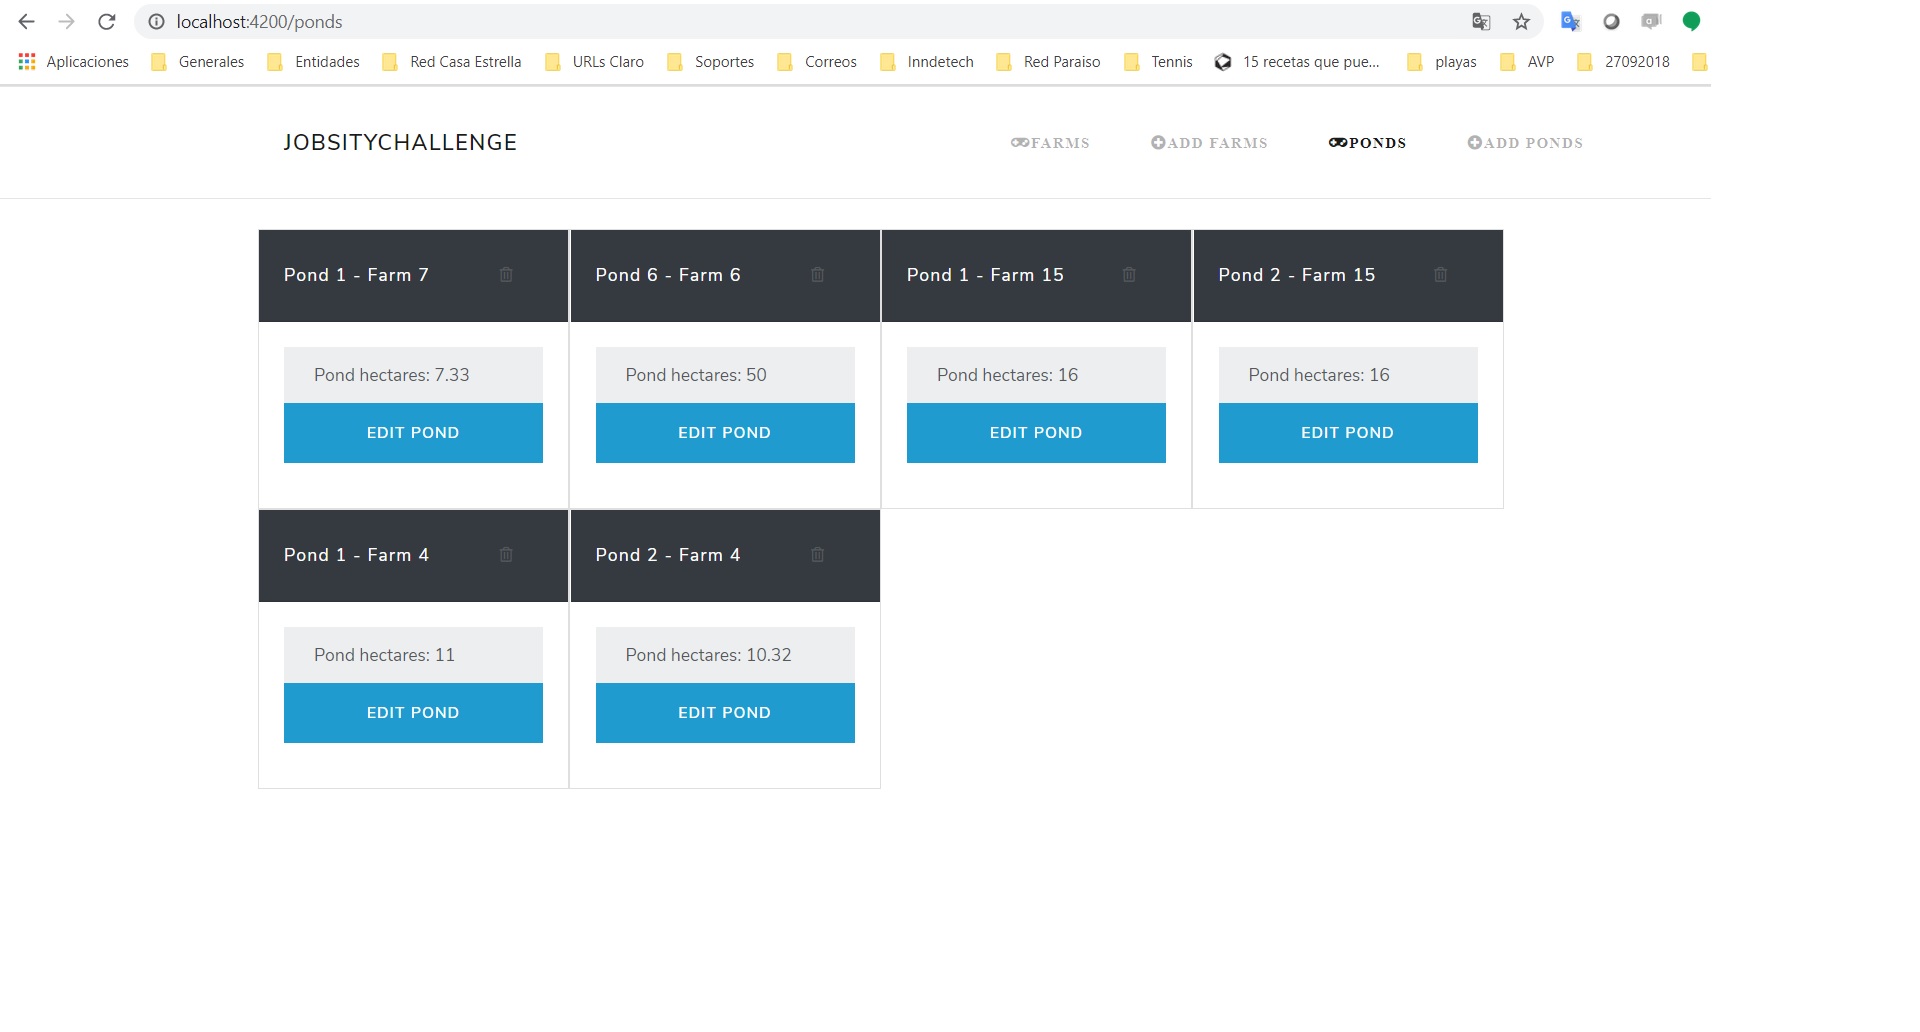 localhost:4200/ponds
Aplicaciones Generales Entidades Red Casa Estrella URLs Claro Soportes Correos Inndetech Red Paraiso Tennis 15 recetas que pue... playas AVP 27092018
JOBSITYCHALLENGE FARMS ADD FARMS PONDS ADD PONDS
Pond 1 - Farm 7 Pond 6 - Farm 6 Pond 1 - Farm 15 Pond 2 - Farm 15
Pond hectares: 7.33 Pond hectares: 50 Pond hectares: 16 Pond hectares: 16
EDIT POND EDIT POND EDIT POND EDIT POND
Pond 1 - Farm 4 Pond 2 - Farm 4
Pond hectares: 11 Pond hectares: 10.32
EDIT POND EDIT POND